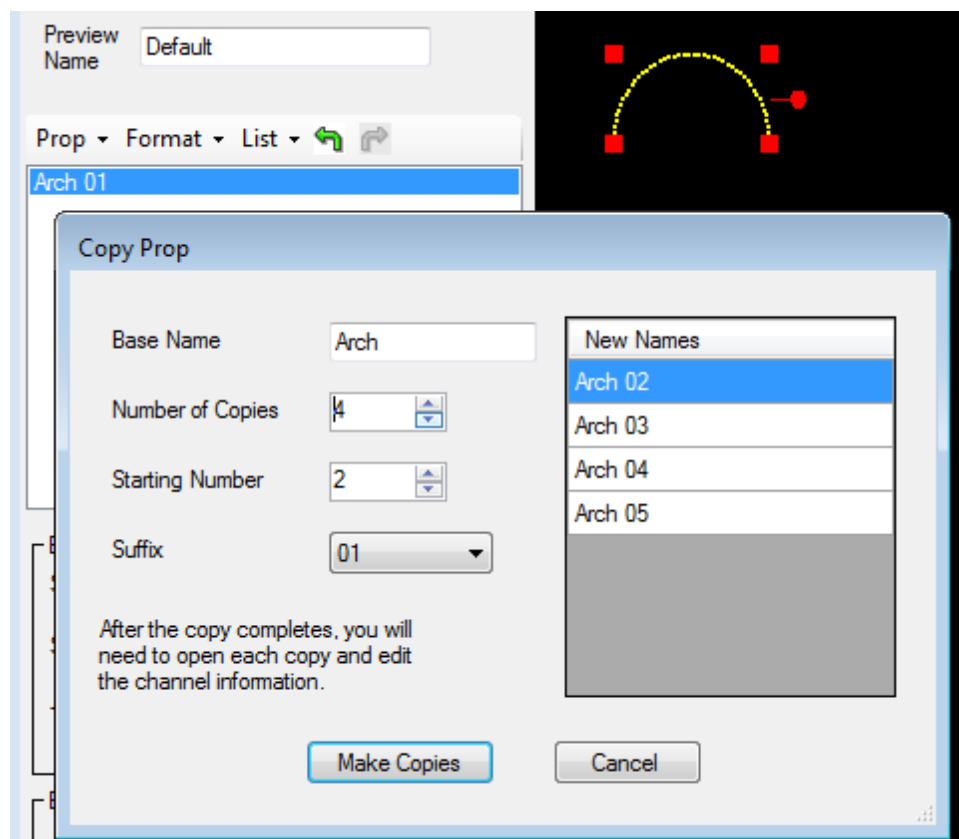 Preview
Name
Default
Prop Format List
Arch 01
Copy Prop
Base Name
Arch
Number of Copies
4
Starting Number
2
Suffix
01
New Names
Arch 02
Arch 03
Arch 04
Arch 05
After the copy completes, you will
need to open each copy and edit
the channel information.
Make Copies
Cancel